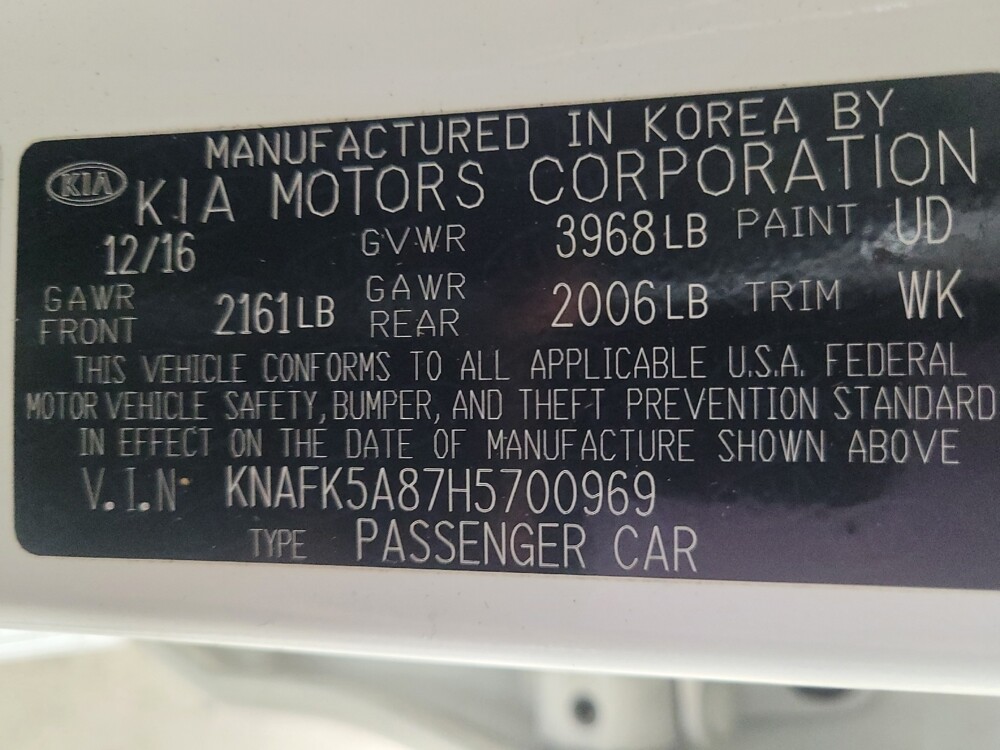 MANUFACTURED IN KOREA BY
KIA KIA MOTORS CORPORATION
12/16 GVWR 3968LB PAINT UD
GAWR FRONT 2161LB GAWR REAR 2006LB TRIM WK
THIS VEHICLE CONFORMS TO ALL APPLICABLE U.S.A. FEDERAL
MOTOR VEHICLE SAFETY, BUMPER, AND THEFT PREVENTION STANDARD
IN EFFECT ON THE DATE OF MANUFACTURE SHOWN ABOVE
V.I.N KNAFK5A87H5700969
TYPE PASSENGER CAR